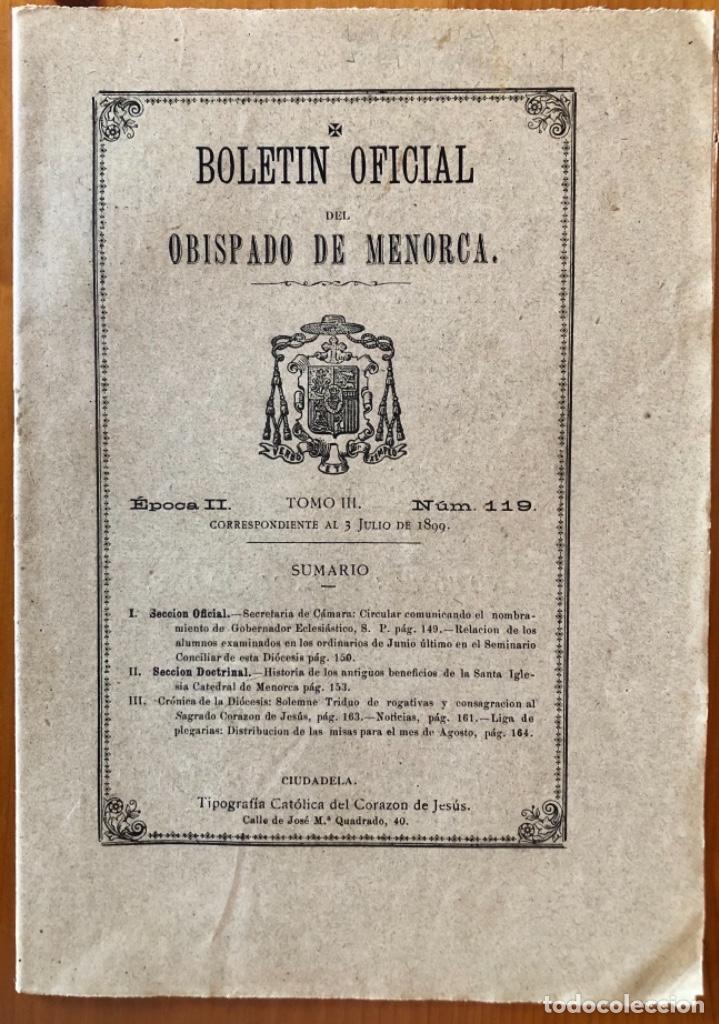 ✠
BOLETIN OFICIAL
DEL
OBISPADO DE MENORCA.
VERBO ET EXEMPLO
Época II. TOMO III. Núm. 119.
CORRESPONDIENTE AL 3 JULIO DE 1899.
SUMARIO
I. Seccion Oficial.—Secretaria de Cámara: Circular comunicando el nombra-
miento de Gobernador Eclesiástico, S. P. pág. 149.—Relacion de los
alumnos examinados en los ordinarios de Junio último en el Seminario
Conciliar de esta Diócesis pág. 150.
II. Seccion Doctrinal.—Historia de los antiguos beneficios de la Santa Igle-
sia Catedral de Menorca pág. 153.
III. Crónica de la Diócesis: Solemne Triduo de rogativas y consagracion al
Sagrado Corazon de Jesús, pág. 163.—Noticias, pág. 161.—Liga de
plegarias: Distribucion de las misas para el mes de Agosto, pág. 164.
CIUDADELA.
Tipografía Católica del Corazon de Jesús.
Calle de José M.ª Quadrado, 40.
todocoleccion